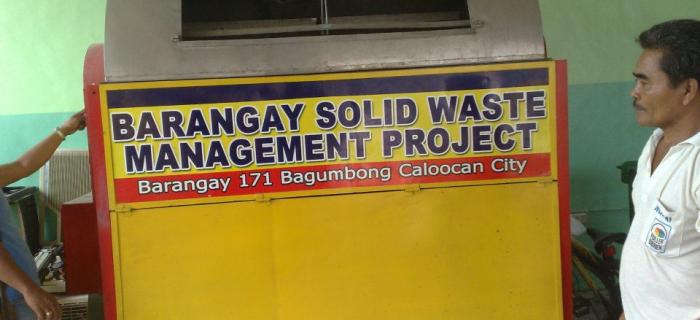 BARANGAY SOLID WASTE
MANAGEMENT PROJECT
Barangay 171 Bagumbong Caloocan City